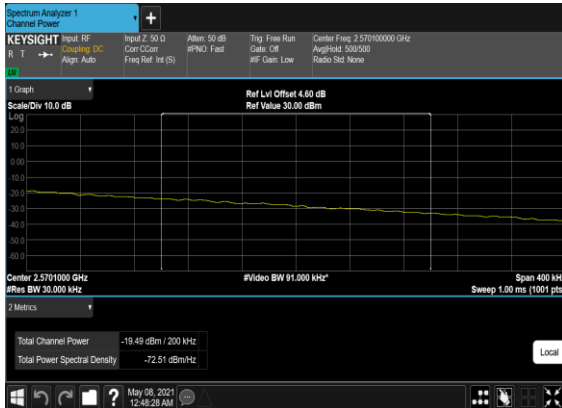 Spectrum Analyzer 1
Channel Power
KEYSIGHT
R T
LXI
Input: RF
Coupling: DC
Align: Auto
Input Z: 50 Ω
Corr CCorr
Freq Ref: Int (S)
Atten: 50 dB
#PNO: Fast
Trig: Free Run
Gate: Off
#IF Gain: Low
Center Freq: 2.570100000 GHz
Avg|Hold: 500/500
Radio Std: None
1 Graph
Scale/Div 10.0 dB
Ref Lvl Offset 4.60 dB
Ref Value 30.00 dBm
Log
20.0
10.0
0.00
-10.0
-20.0
-30.0
-40.0
-50.0
-60.0
Center 2.5701000 GHz
#Video BW 91.000 kHz*
Span 400 kH
#Res BW 30.000 kHz
Sweep 1.00 ms (1001 pts
2 Metrics
Total Channel Power -19.49 dBm / 200 kHz
Total Power Spectral Density -72.51 dBm/Hz
Local
?
May 08, 2021
12:48:28 AM